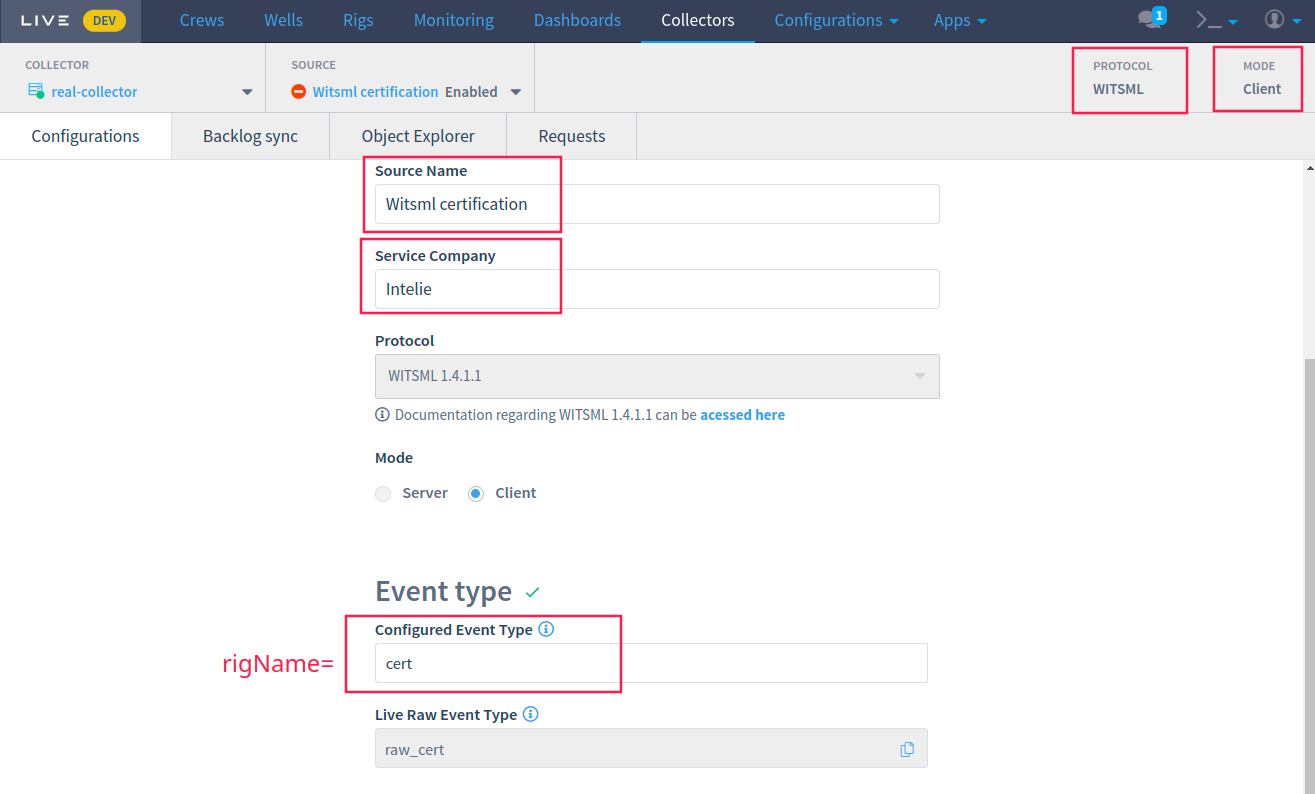 LIVE DEV Crews Wells Rigs Monitoring Dashboards Collectors Configurations Apps 1
COLLECTOR SOURCE PROTOCOL MODE
real-collector Witsml certification Enabled WITSML Client
Configurations Backlog sync Object Explorer Requests
Source Name
Witsml certification
Service Company
Intelie
Protocol
WITSML 1.4.1.1
Documentation regarding WITSML 1.4.1.1 can be acessed here
Mode
Server Client
Event type
Configured Event Type
rigName= cert
Live Raw Event Type
raw_cert